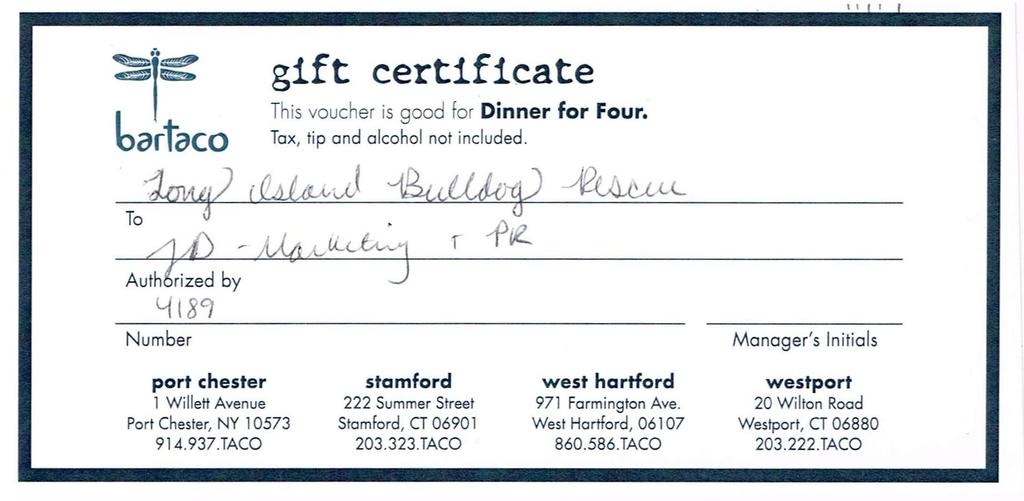 gift certificate
This voucher is good for Dinner for Four.
bartaco
Tax, tip and alcohol not included.
Long Island Bulldog Rescue
To
JD - Marketing + PR
Authorized by
4189
Number
Manager's Initials
port chester
1 Willett Avenue
Port Chester, NY 10573
914.937.TACO
stamford
222 Summer Street
Stamford, CT 06901
203.323.TACO
west hartford
971 Farmington Ave.
West Hartford, 06107
860.586.TACO
westport
20 Wilton Road
Westport, CT 06880
203.222.TACO